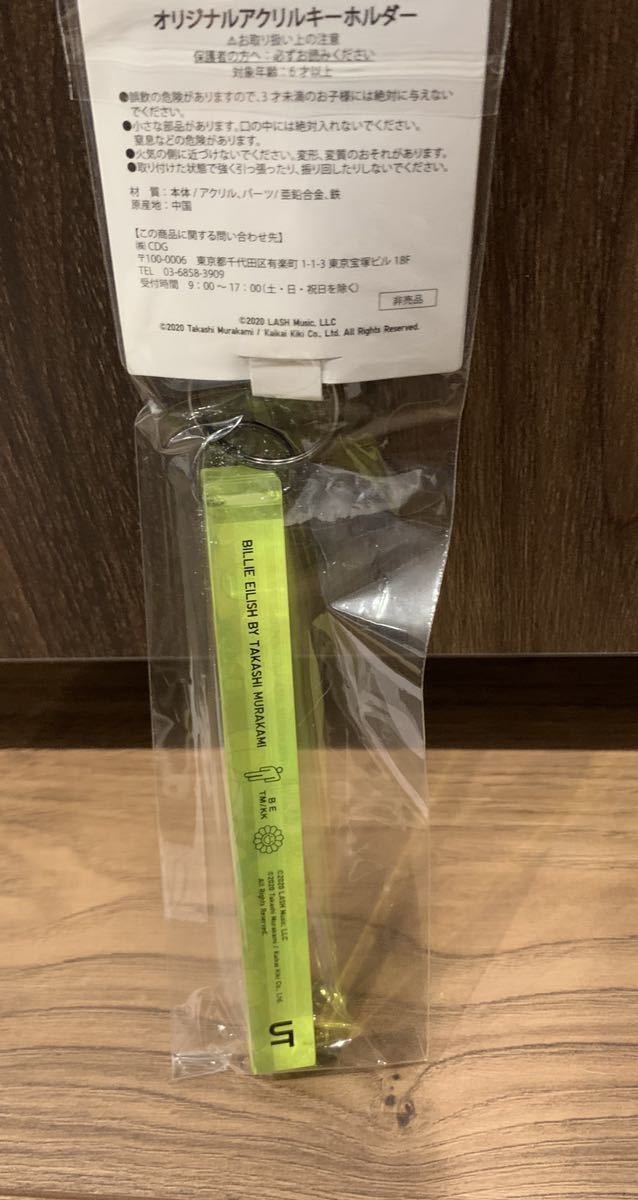 オリジナルアクリルキーホルダー
⚠お取り扱い上の注意
保護者の方へ:必ずお読みください
対象年齢:6才以上
●誤飲の危険がありますので、3才未満のお子様には絶対に与えない
でください。
●小さな部品があります。口の中には絶対入れないでください。
窒息などの危険があります。
●火気の側に近づけないでください。変形、変質のおそれがあります。
●取り付けた状態で強く引っ張ったり、振り回したりしないでください。
材 質:本体/アクリル、パーツ/亜鉛合金、鉄
原産地:中国
【この商品に関する問い合わせ先】
㈱CDG
〒100-0006 東京都千代田区有楽町1-1-3 東京宝塚ビル18F
TEL 03-6858-3909
受付時間 9:00~17:00(土・日・祝日を除く)
非売品
©2020 LASH Music, LLC
©2020 Takashi Murakami / Kaikai Kiki Co., Ltd. All Rights Reserved.
BILLIE EILISH BY TAKASHI MURAKAMI
B E
TM/KK
©2020 LASH Music, LLC
©2020 Takashi Murakami / Kaikai Kiki Co., Ltd.
All Rights Reserved.
UT